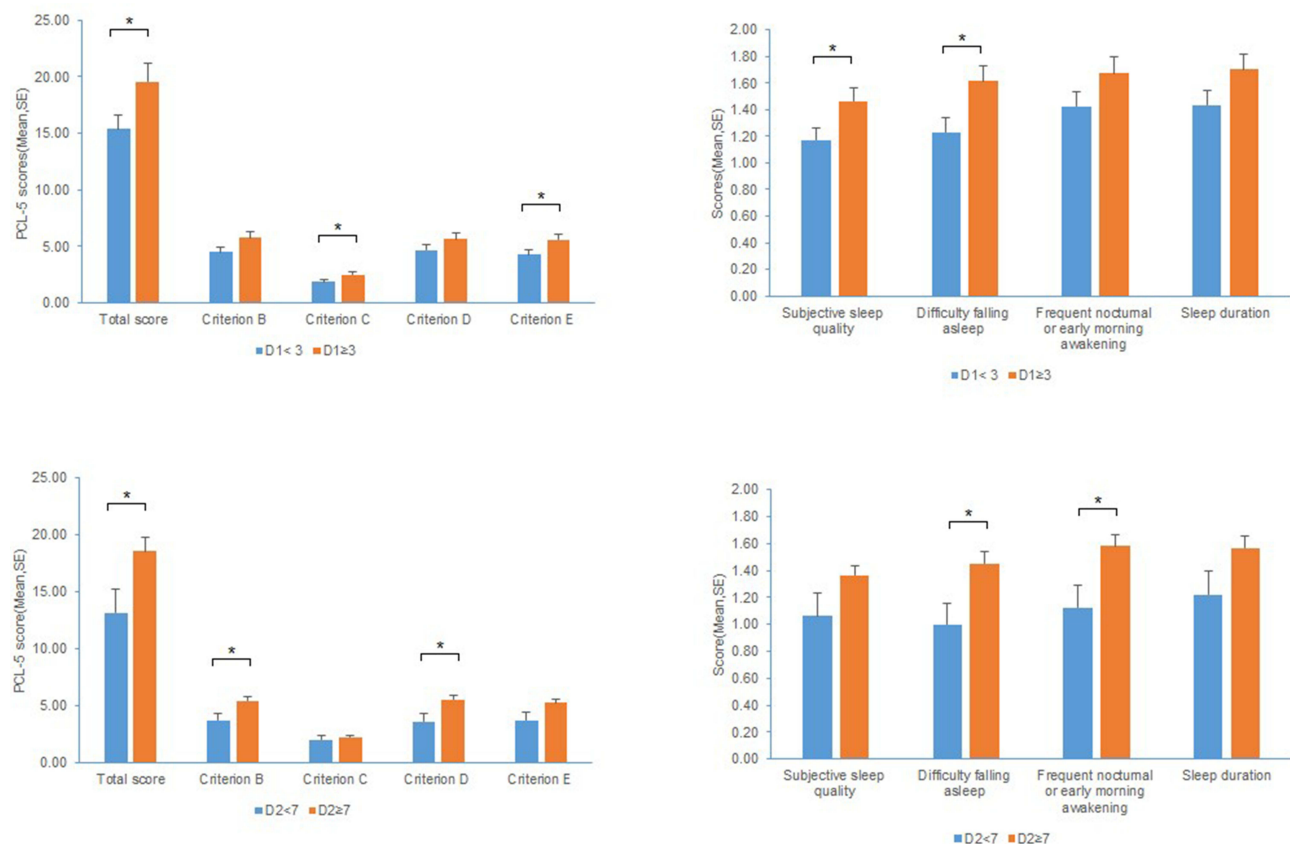 25.00
20.00
15.00
10.00
5.00
0.00
PCL-5 scores(Mean,SE)
*
*
*
Total score Criterion B Criterion C Criterion D Criterion E
D1< 3 D1≥3
2.00
1.80
1.60
1.40
1.20
1.00
0.80
0.60
0.40
0.20
0.00
Scores(Mean,SE)
*
*
Subjective sleep
quality
Difficulty falling
asleep
Frequent nocturnal
or early morning
awakening
Sleep duration
D1< 3 D1≥3
25.00
20.00
15.00
10.00
5.00
0.00
PCL-5 score(Mean,SE)
*
*
*
Total score Criterion B Criterion C Criterion D Criterion E
D2<7 D2≥7
2.00
1.80
1.60
1.40
1.20
1.00
0.80
0.60
0.40
0.20
0.00
Score(Mean,SE)
*
*
Subjective sleep
quality
Difficulty falling
asleep
Frequent nocturnal
or early morning
awakening
Sleep duration
D2<7 D2≥7